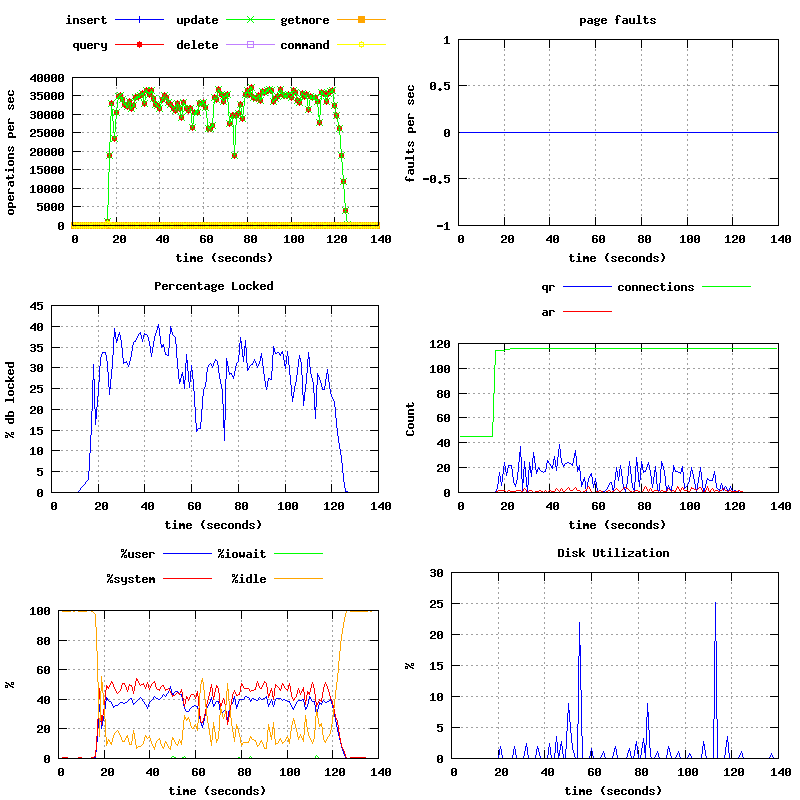 insert update getmore
query delete command
operations per sec
40000
35000
30000
25000
20000
15000
10000
5000
0
0 20 40 60 80 100 120 140
time (seconds)
page faults
faults per sec
1
0.5
0
-0.5
-1
0 20 40 60 80 100 120 140
time (seconds)
Percentage Locked
% db locked
45
40
35
30
25
20
15
10
5
0
0 20 40 60 80 100 120 140
time (seconds)
qr connections
ar
Count
120
100
80
60
40
20
0
0 20 40 60 80 100 120 140
time (seconds)
%user %iowait
%system %idle
%
100
80
60
40
20
0
0 20 40 60 80 100 120 140
time (seconds)
Disk Utilization
%
30
25
20
15
10
5
0
0 20 40 60 80 100 120 140
time (seconds)